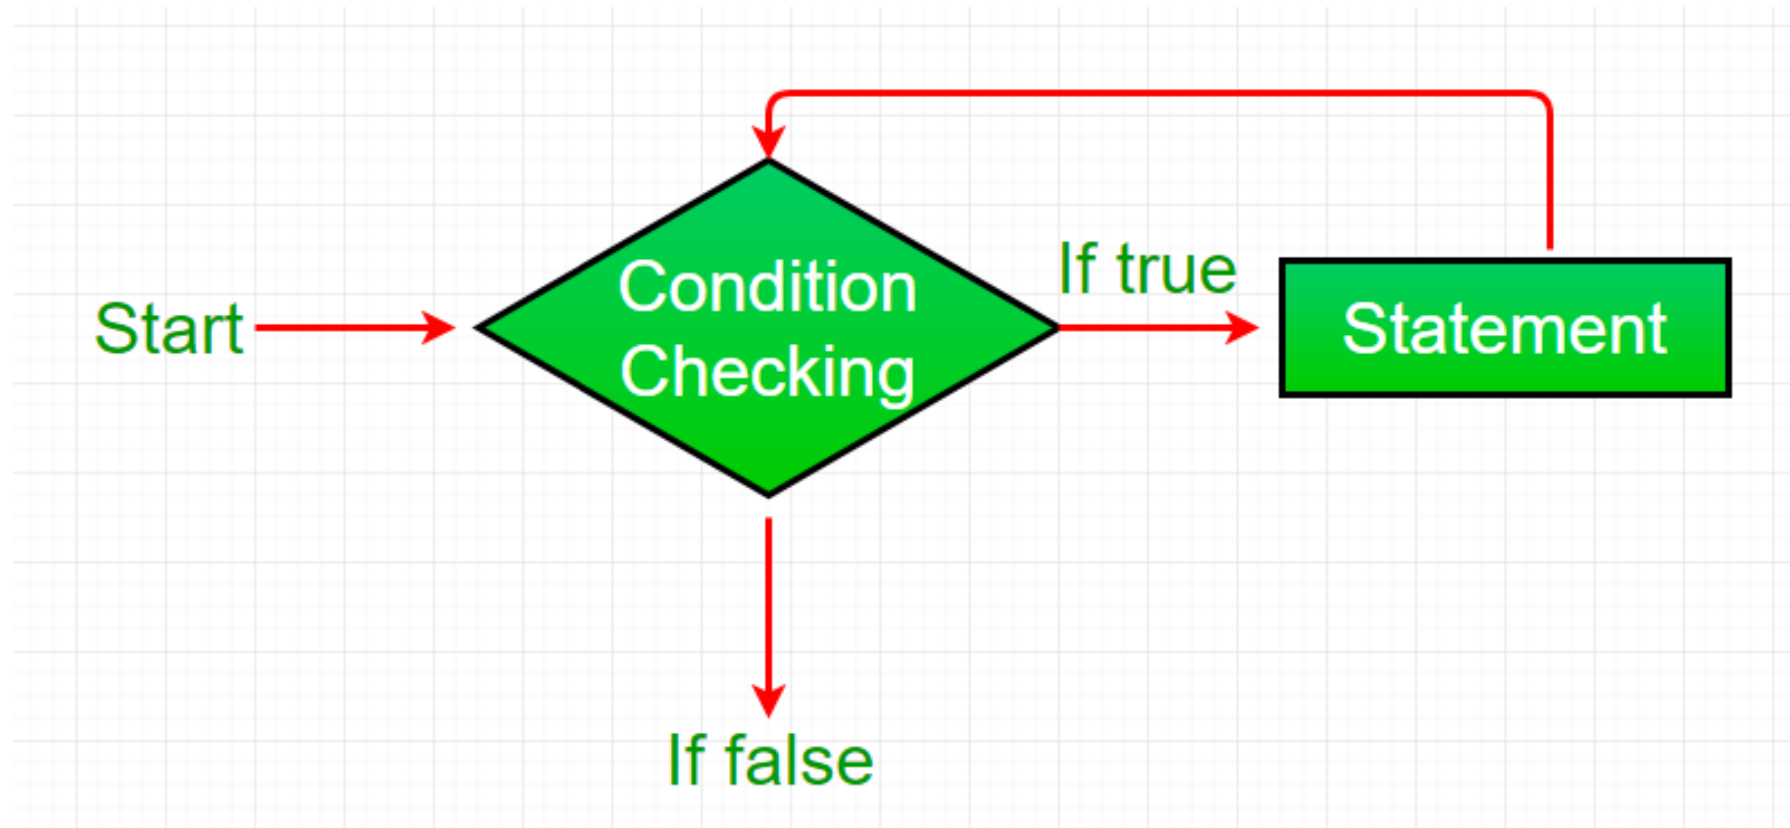 Start
Condition
Checking
If true
Statement
If false